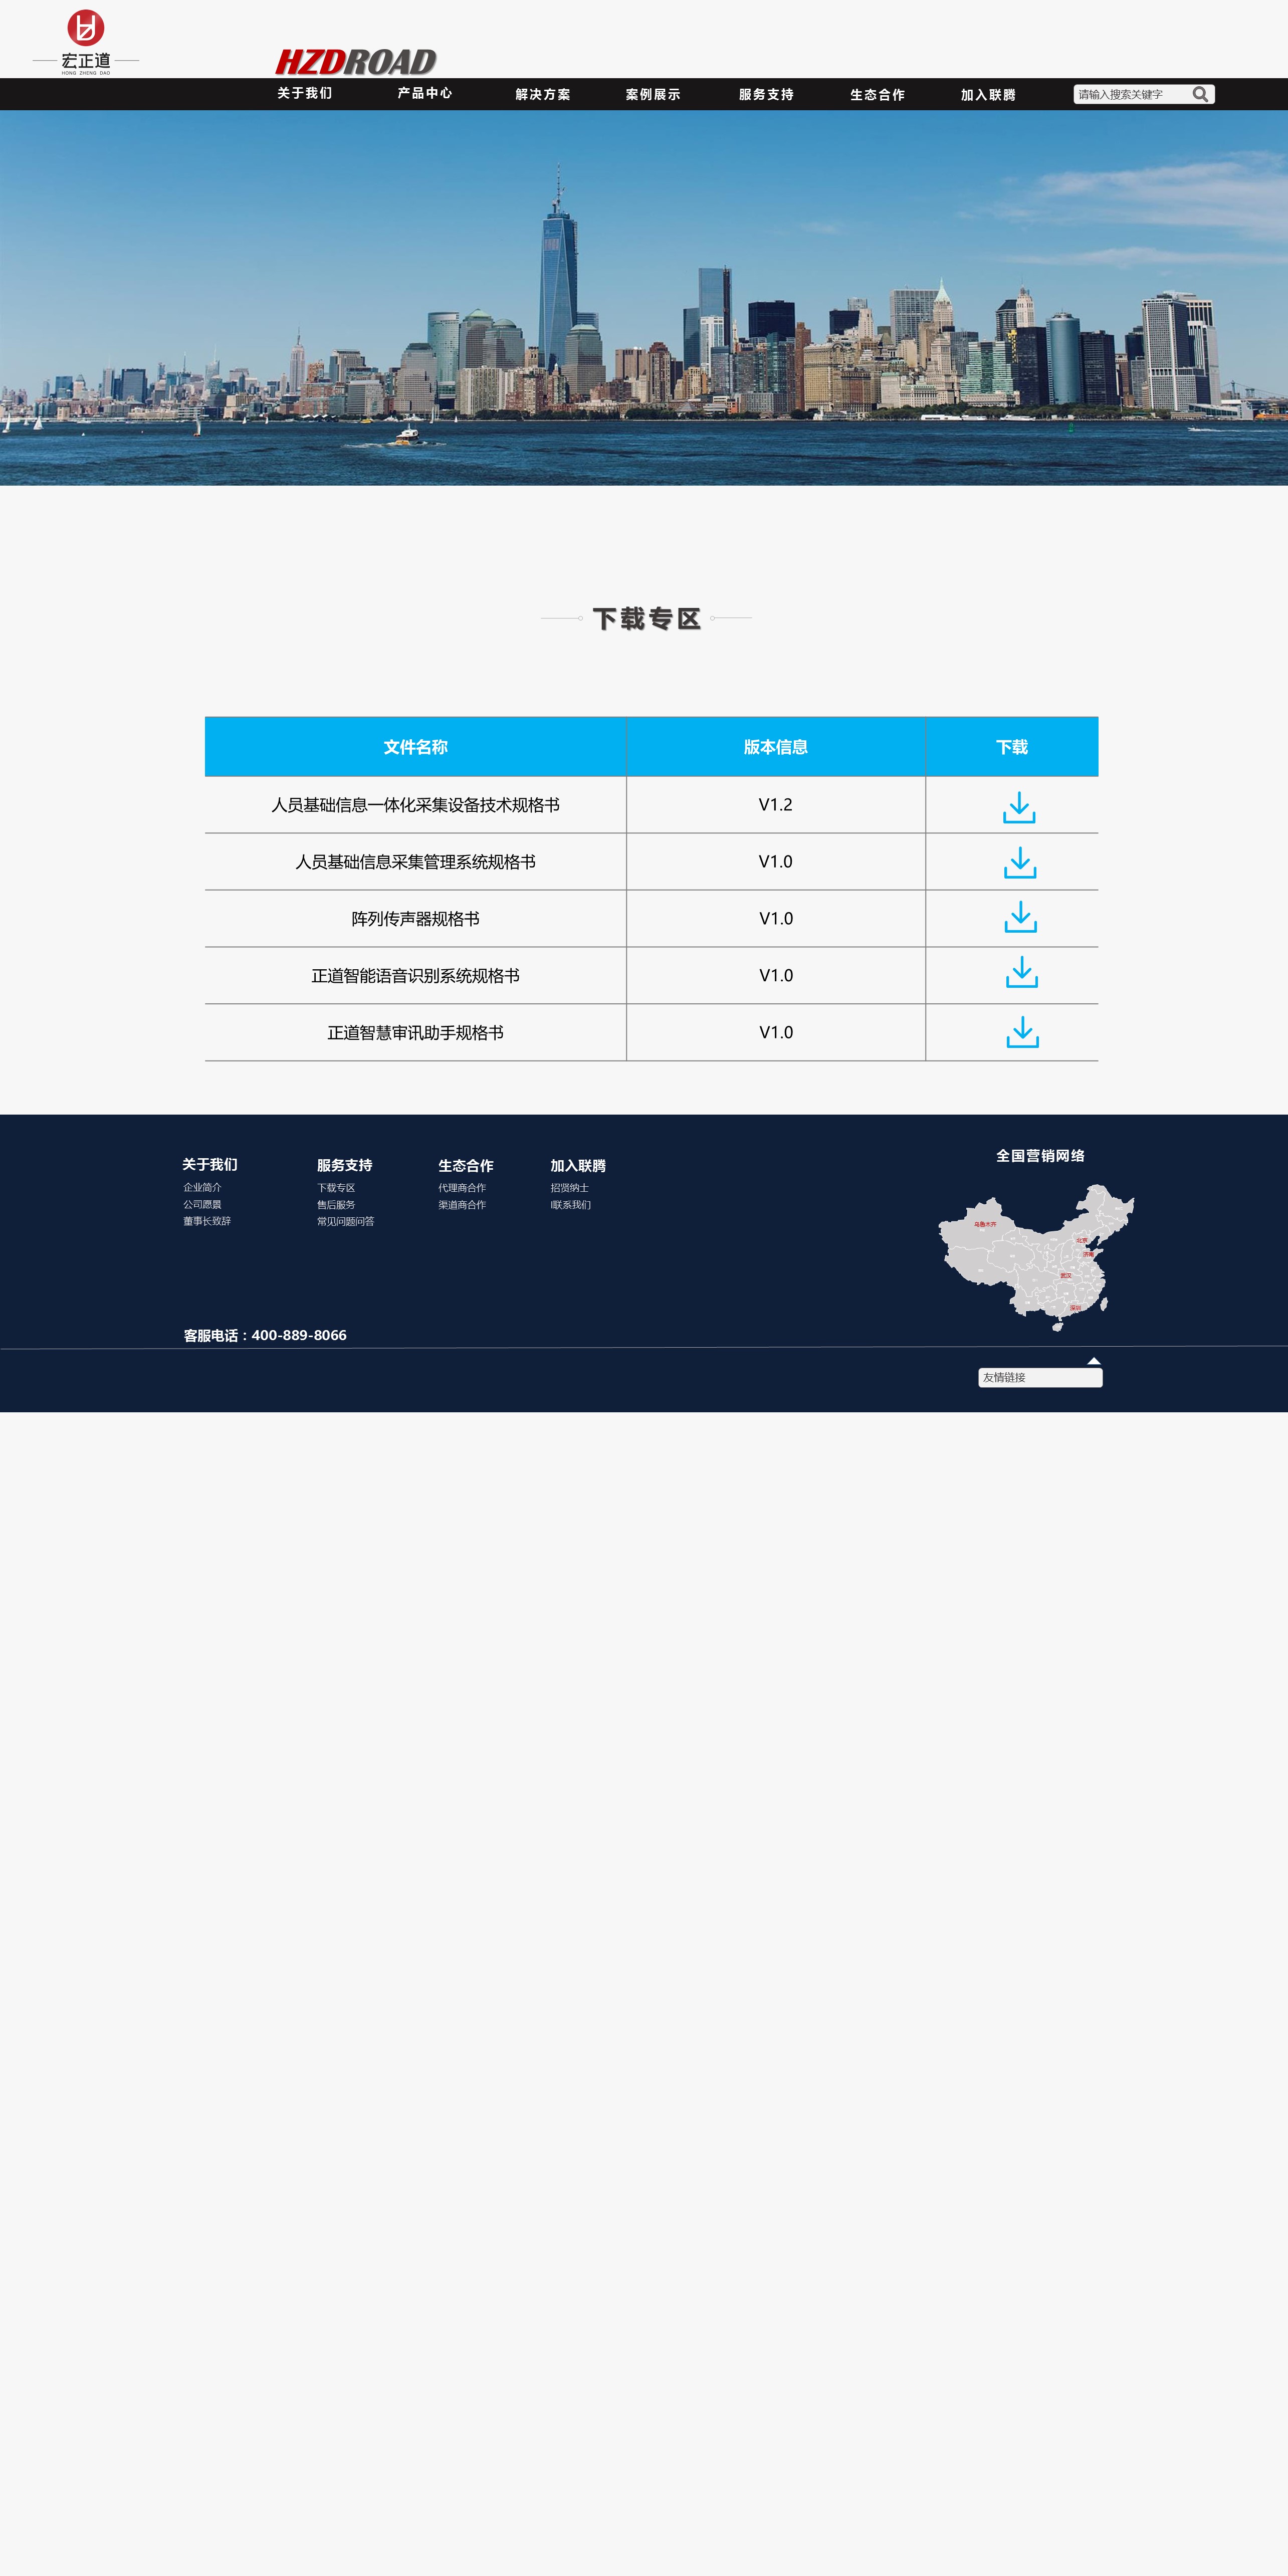 宏正道
HONG ZHENG DAO
HZDROAD
关于我们 产品中心 解决方案 案例展示 服务支持 生态合作 加入联腾 请输入搜索关键字
下载专区
文件名称 版本信息 下载
人员基础信息一体化采集设备技术规格书 V1.2
人员基础信息采集管理系统规格书 V1.0
阵列传声器规格书 V1.0
正道智能语音识别系统规格书 V1.0
正道智慧审讯助手规格书 V1.0
关于我们
企业简介
公司愿景
董事长致辞
服务支持
下载专区
售后服务
常见问题问答
生态合作
代理商合作
渠道商合作
加入联腾
招贤纳士
l联系我们
全国营销网络
乌鲁木齐
北京
济南
武汉
深圳
客服电话：400-889-8066
友情链接